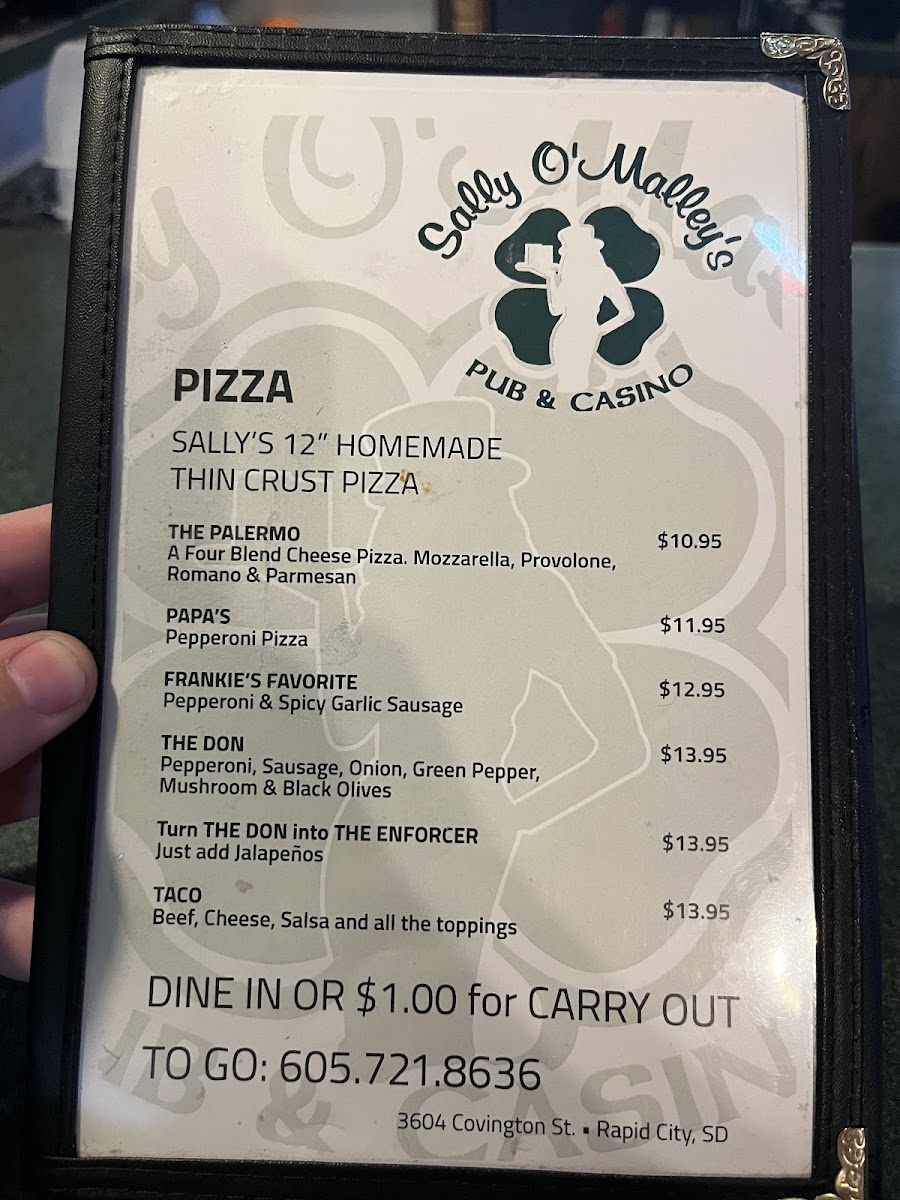 Sally O'Malley's
PUB & CASINO
PIZZA
SALLY'S 12" HOMEMADE
THIN CRUST PIZZA
THE PALERMO $10.95
A Four Blend Cheese Pizza. Mozzarella, Provolone,
Romano & Parmesan
PAPA'S $11.95
Pepperoni Pizza
FRANKIE'S FAVORITE $12.95
Pepperoni & Spicy Garlic Sausage
THE DON $13.95
Pepperoni, Sausage, Onion, Green Pepper,
Mushroom & Black Olives
Turn THE DON into THE ENFORCER $13.95
Just add Jalapeños
TACO $13.95
Beef, Cheese, Salsa and all the toppings
DINE IN OR $1.00 for CARRY OUT
TO GO: 605.721.8636
3604 Covington St. ▪ Rapid City, SD